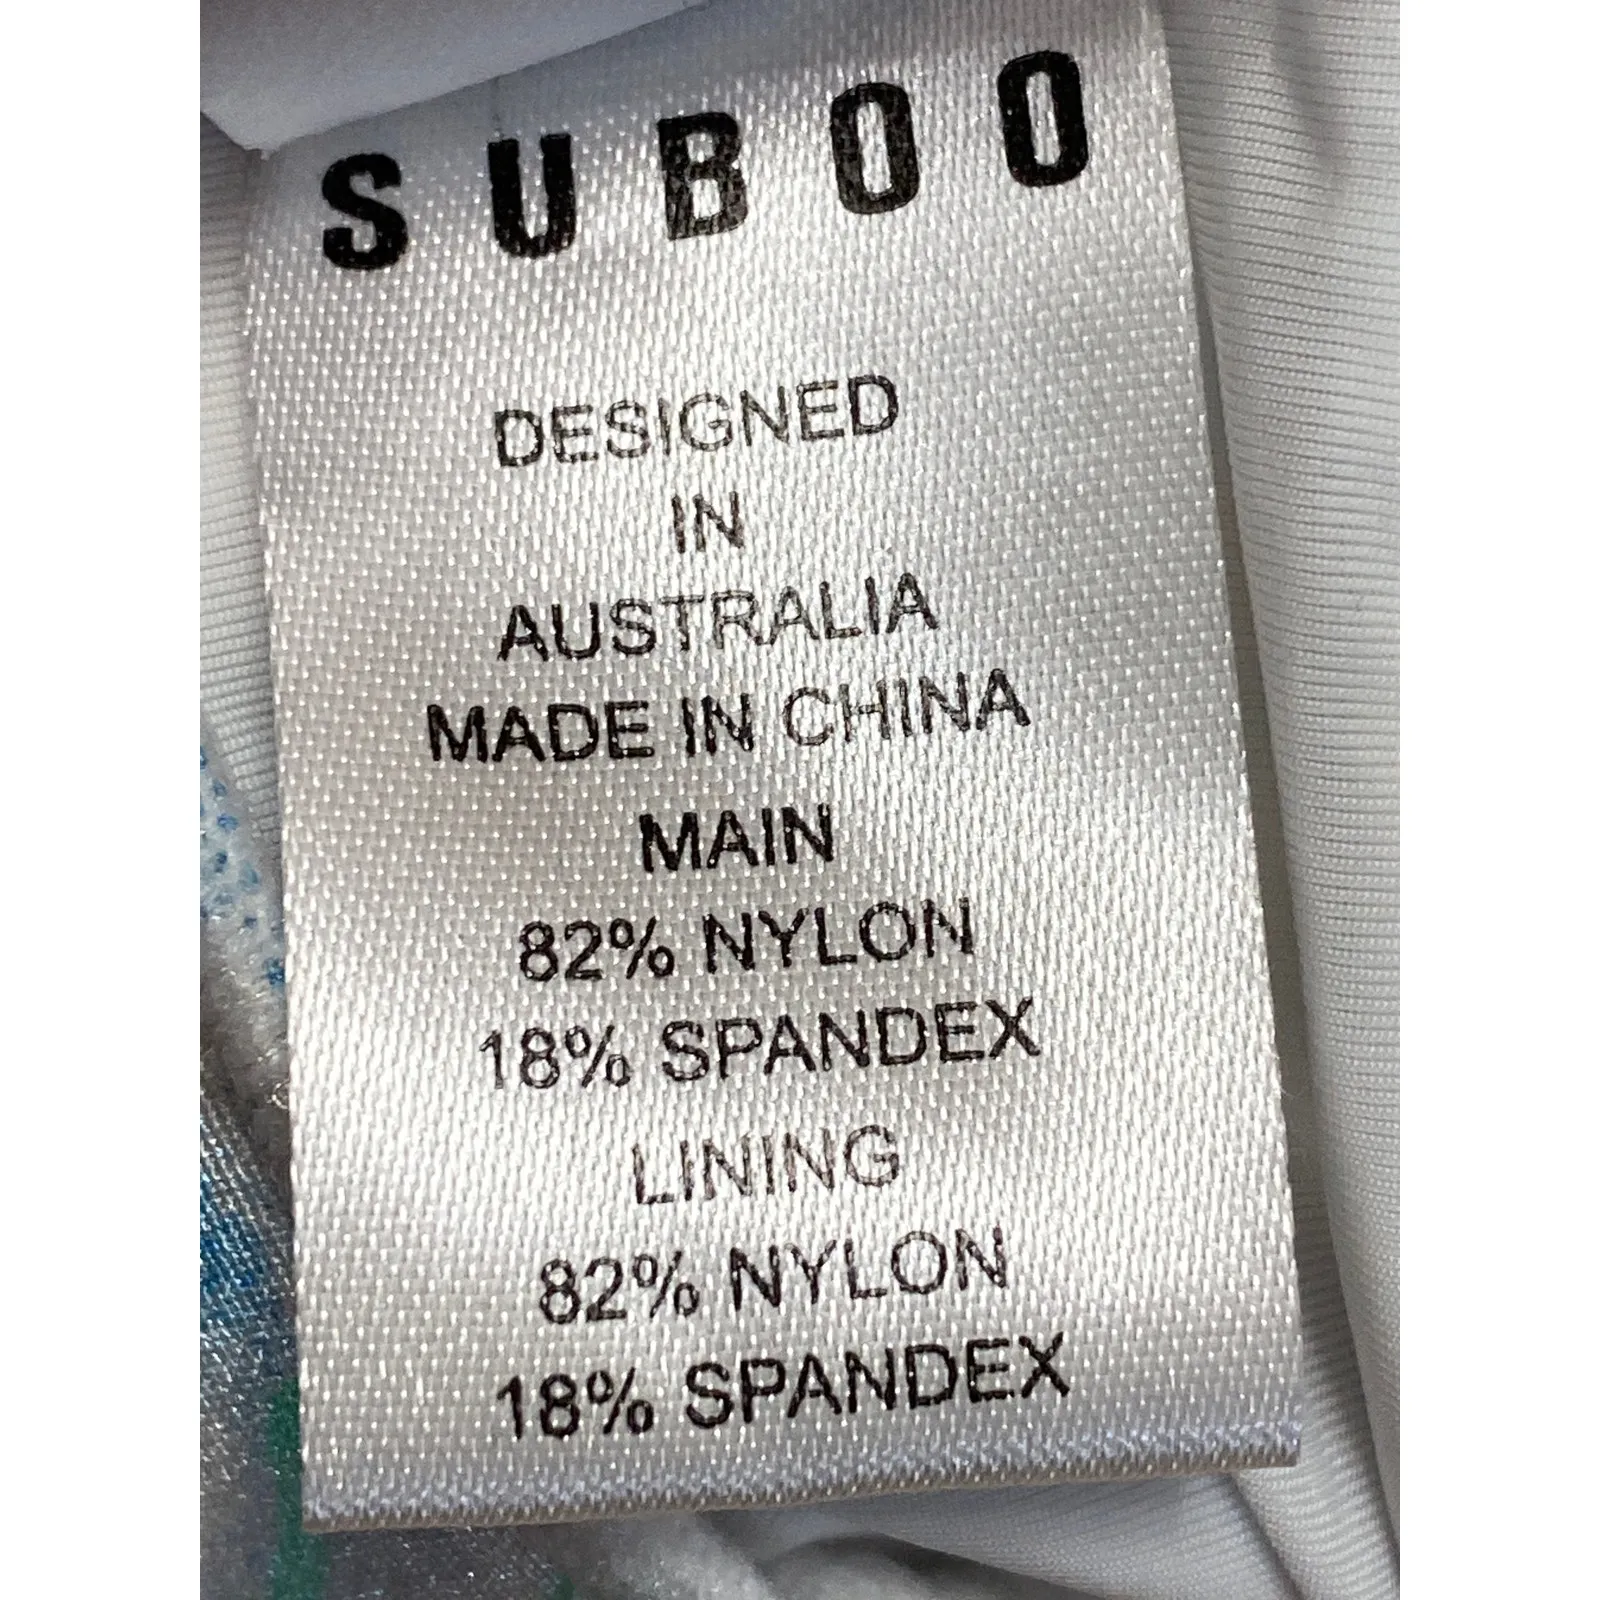 SUBOO
DESIGNED
IN
AUSTRALIA
MADE IN CHINA
MAIN
82% NYLON
18% SPANDEX
LINING
82% NYLON
18% SPANDEX